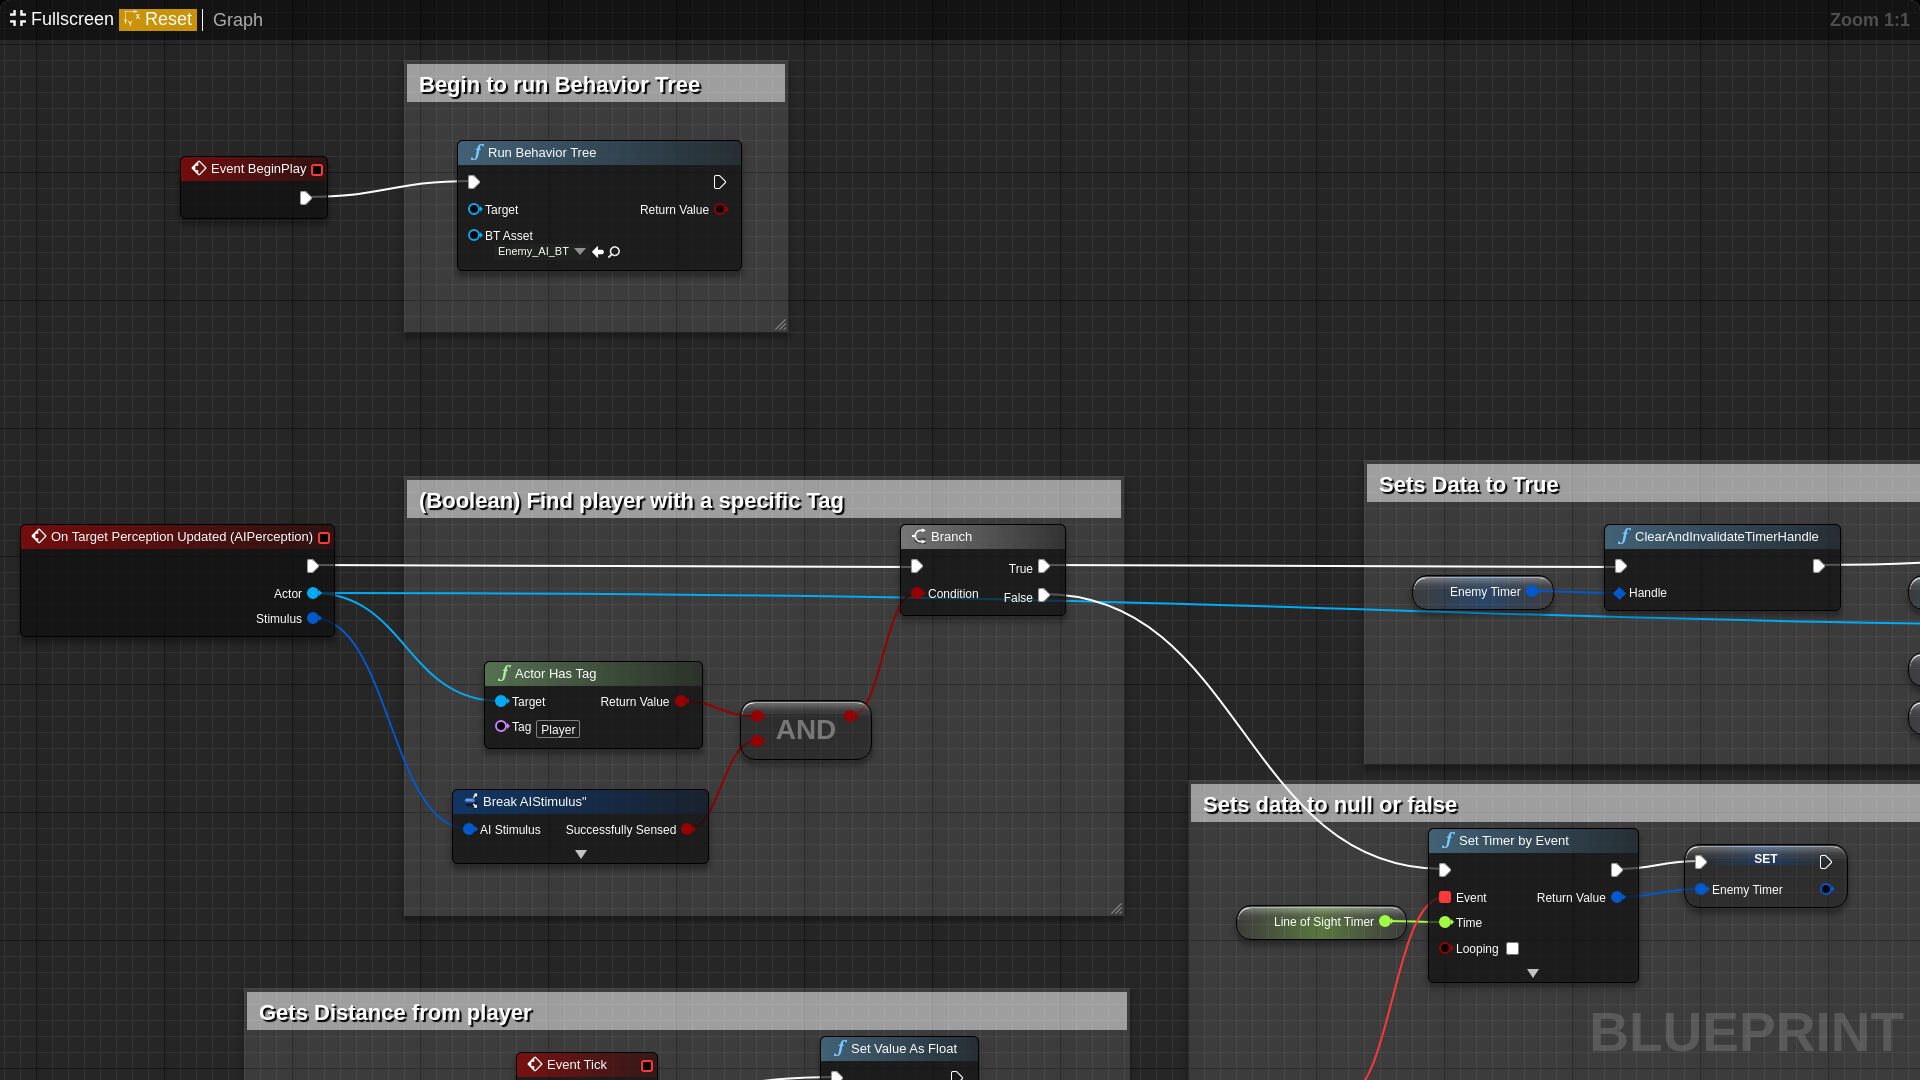 Fullscreen Reset Graph Zoom 1:1
Begin to run Behavior Tree
Event BeginPlay
Run Behavior Tree
Target Return Value
BT Asset
Enemy_AI_BT
(Boolean) Find player with a specific Tag
Sets Data to True
On Target Perception Updated (AIPerception)
Actor
Stimulus
Branch
True
Condition
False
ClearAndInvalidateTimerHandle
Enemy Timer
Handle
Actor Has Tag
Target Return Value
Tag Player
AND
Break AIStimulus"
AI Stimulus Successfully Sensed
Sets data to null or false
Set Timer by Event
Event Return Value
Time
Looping
Line of Sight Timer
SET
Enemy Timer
Gets Distance from player
Event Tick
Set Value As Float
BLUEPRINT